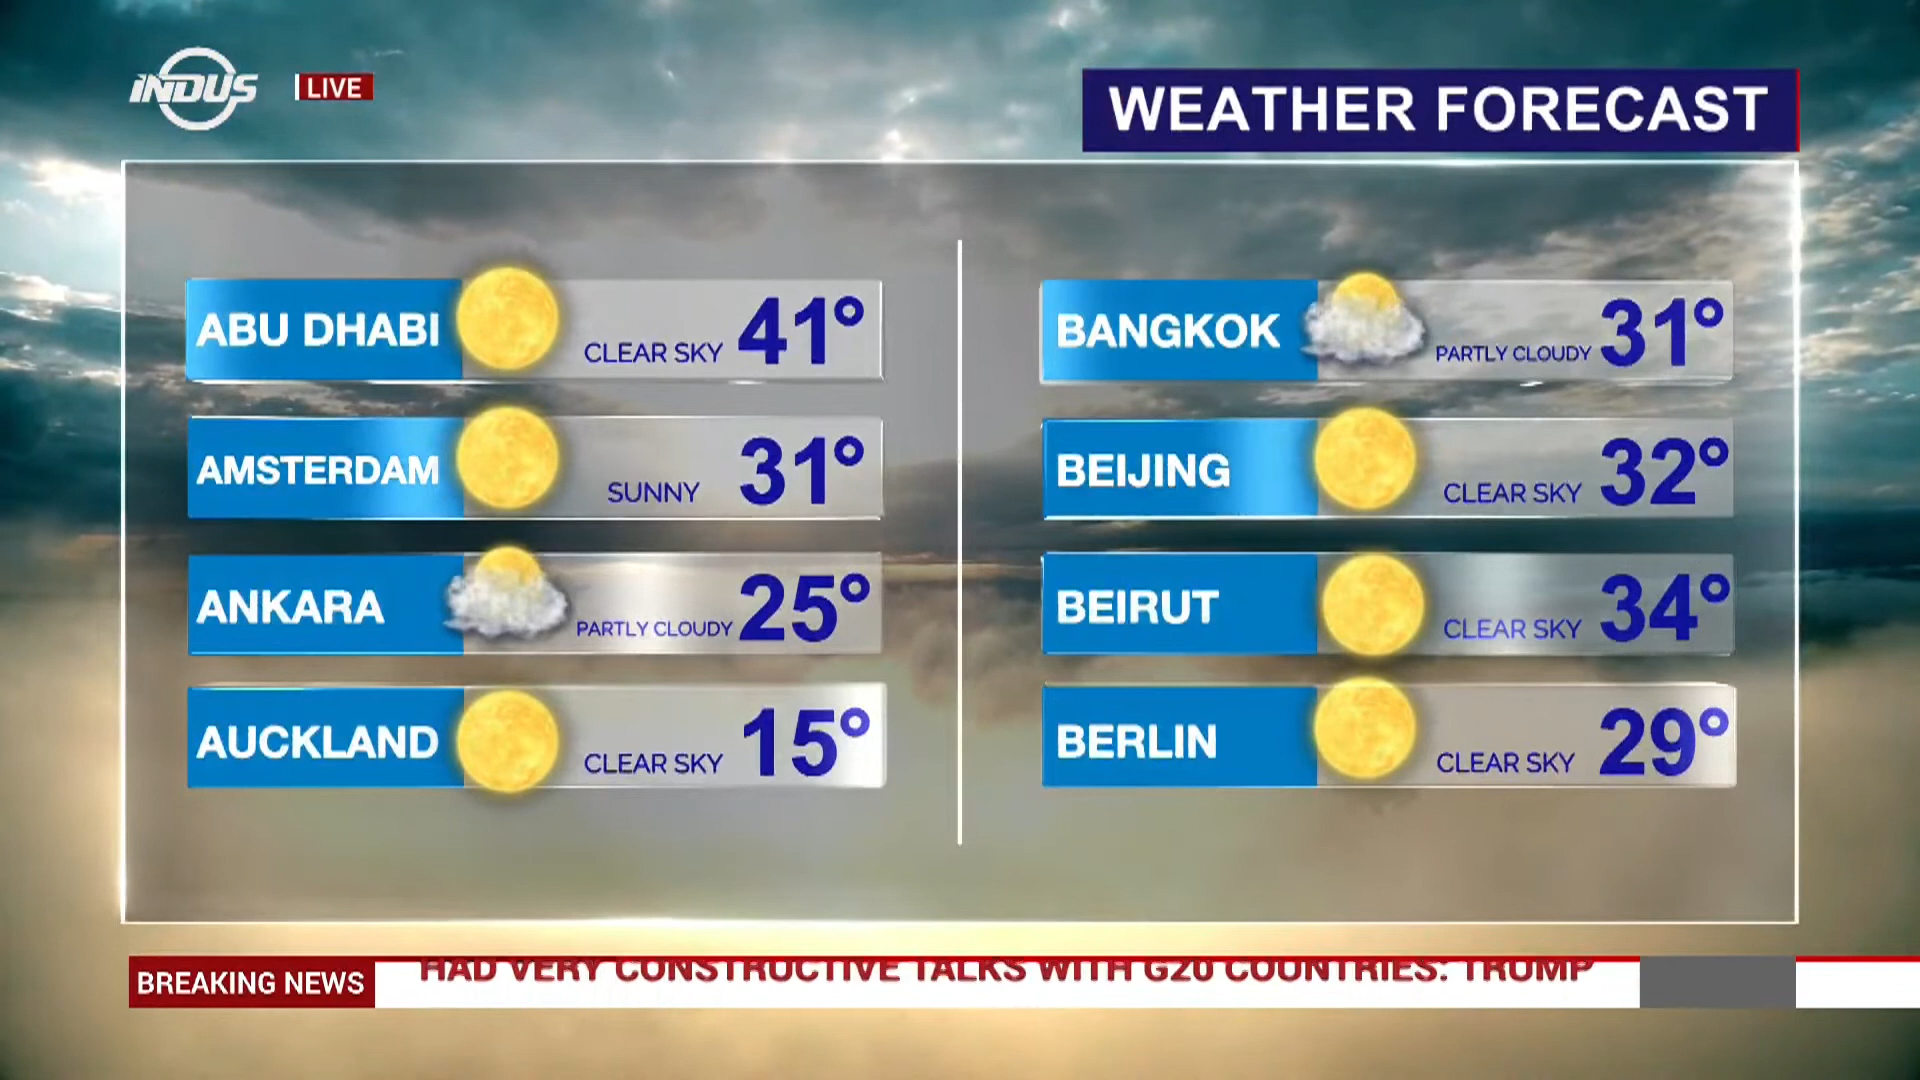 INDUS
LIVE
WEATHER FORECAST
ABU DHABI CLEAR SKY 41°
AMSTERDAM SUNNY 31°
ANKARA PARTLY CLOUDY 25°
AUCKLAND CLEAR SKY 15°
BANGKOK PARTLY CLOUDY 31°
BEIJING CLEAR SKY 32°
BEIRUT CLEAR SKY 34°
BERLIN CLEAR SKY 29°
BREAKING NEWS HAD VERY CONSTRUCTIVE TALKS WITH G20 COUNTRIES: TRUMP